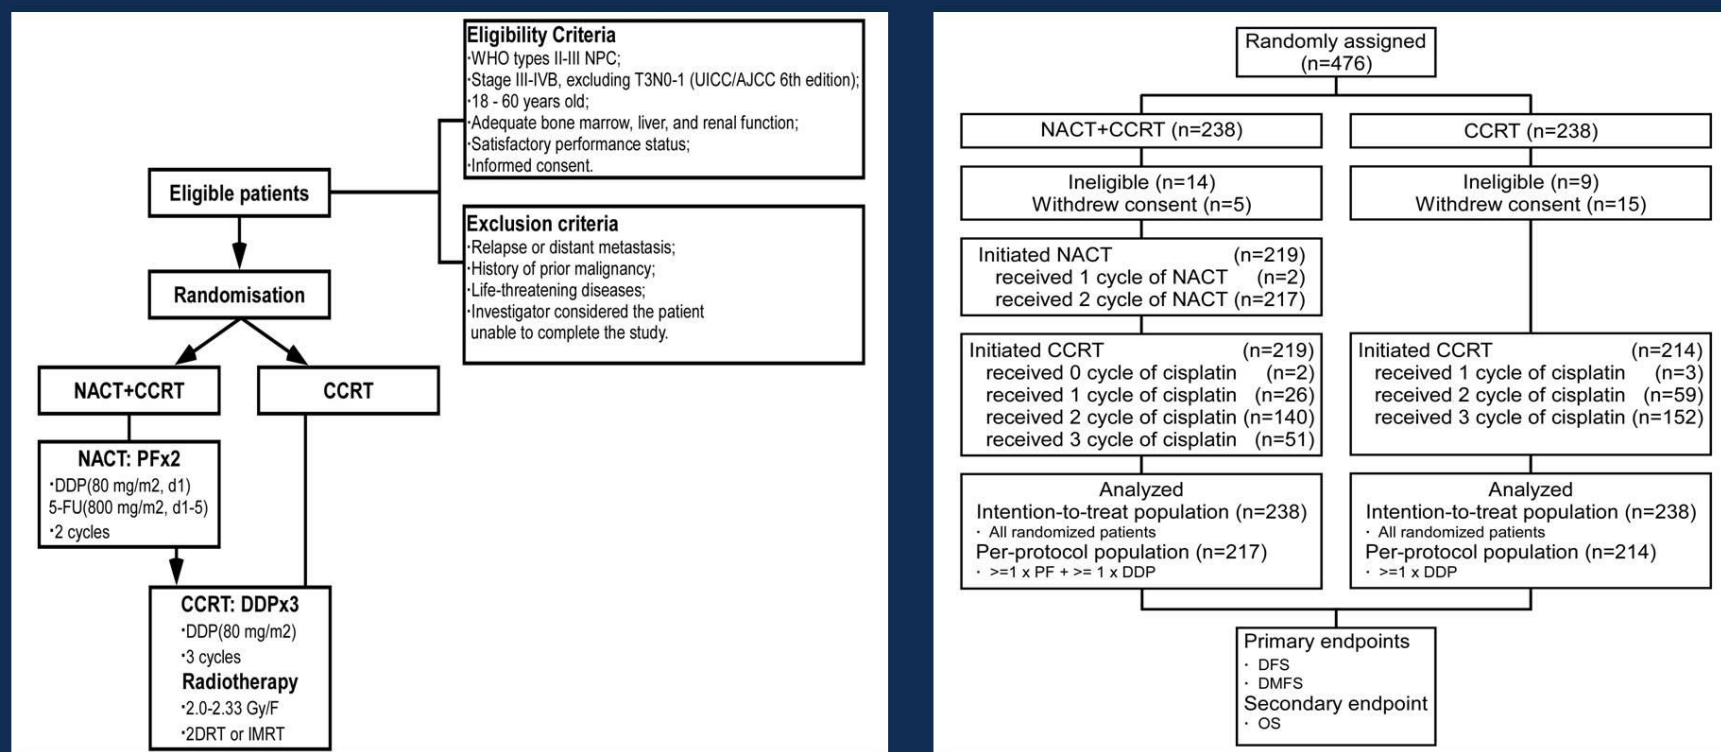 Eligibility Criteria
·WHO types II-III NPC;
·Stage III-IVB, excluding T3N0-1 (UICC/AJCC 6th edition);
·18 - 60 years old;
·Adequate bone marrow, liver, and renal function;
·Satisfactory performance status;
·Informed consent.
Eligible patients
Exclusion criteria
·Relapse or distant metastasis;
·History of prior malignancy;
·Life-threatening diseases;
·Investigator considered the patient
unable to complete the study.
Randomisation
NACT+CCRT
CCRT
NACT: PFx2
·DDP(80 mg/m2, d1)
5-FU(800 mg/m2, d1-5)
·2 cycles
CCRT: DDPx3
·DDP(80 mg/m2)
·3 cycles
Radiotherapy
·2.0-2.33 Gy/F
·2DRT or IMRT
Randomly assigned
(n=476)
NACT+CCRT (n=238)
CCRT (n=238)
Ineligible (n=14)
Withdrew consent (n=5)
Ineligible (n=9)
Withdrew consent (n=15)
Initiated NACT (n=219)
received 1 cycle of NACT (n=2)
received 2 cycle of NACT (n=217)
Initiated CCRT (n=219)
received 0 cycle of cisplatin (n=2)
received 1 cycle of cisplatin (n=26)
received 2 cycle of cisplatin (n=140)
received 3 cycle of cisplatin (n=51)
Initiated CCRT (n=214)
received 1 cycle of cisplatin (n=3)
received 2 cycle of cisplatin (n=59)
received 3 cycle of cisplatin (n=152)
Analyzed
Intention-to-treat population (n=238)
· All randomized patients
Per-protocol population (n=217)
· >=1 x PF + >= 1 x DDP
Analyzed
Intention-to-treat population (n=238)
· All randomized patients
Per-protocol population (n=214)
· >=1 x DDP
Primary endpoints
· DFS
· DMFS
Secondary endpoint
· OS